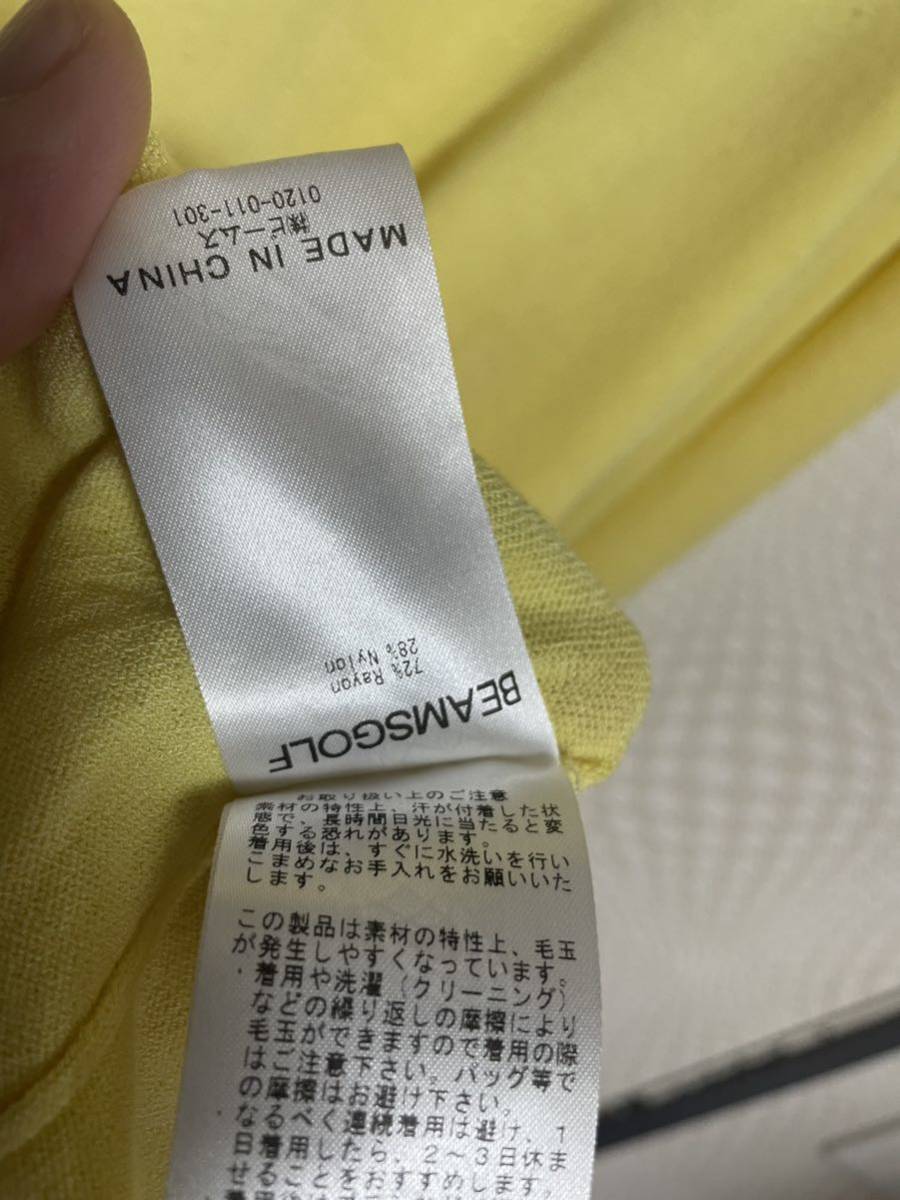 BEAMSGOLF
72% Rayon
28% Nylon
MADE IN CHINA
㈱ビームス
0120-011-301
お取り扱い上のご注意
素材の特性上、汗が付着した状
態で、長時間日光に当たると変
色する恐れがあります。
着用後は、すぐに水洗いを行い
こまめなお手入れをお願いいた
します。
この製品は素材の特性上、毛玉
が発生しやすくなっています。
・着用や洗濯（クリーニング）
などの繰り返しの摩擦により
毛玉ができますので着用の際
はご注意下さい。バッグ等で
の摩擦はお避け下さい。
なるべく連続着用は避け、1
日着用したら、2～3日休ま
せることをおすすめします。